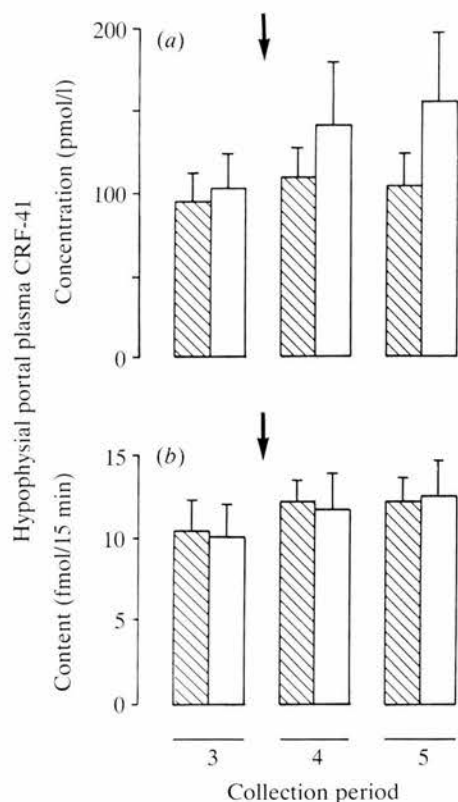 Hypophysial portal plasma CRF-41
Concentration (pmol/l)
200
100
0
(a)
Content (fmol/15 min)
15
10
5
0
(b)
3 4 5
Collection period